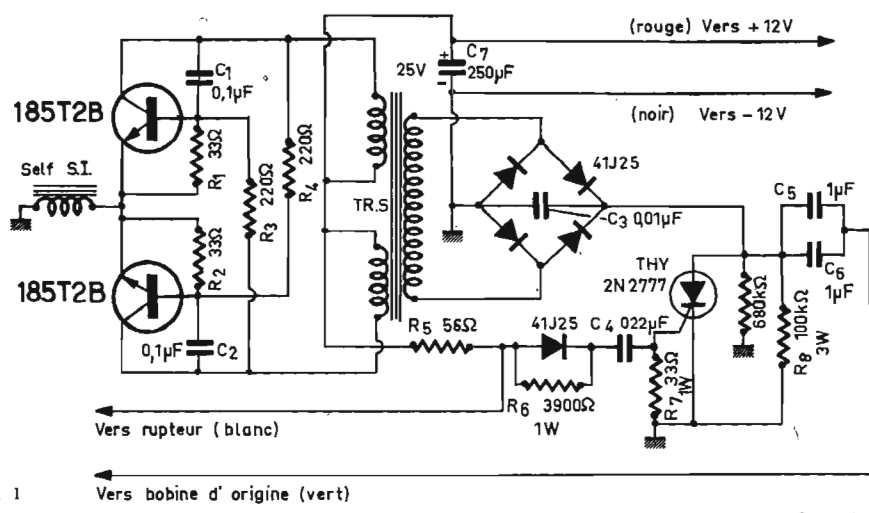 (rouge) Vers + 12V
C7
250µF
25V
+
-
(noir) Vers - 12V
C1
0,1µF
185T2B
33Ω
R1
220Ω
R3
220Ω
R4
Self S.I.
TR.S
41J25
C3 0,01µF
C5
1µF
C6
1µF
33Ω
R2
185T2B
0,1µF
C2
THY
2N2777
680kΩ
100kΩ
R8
3W
R5 56Ω
41J25
C4 022µF
R6
3900Ω
1W
33Ω
R7
1W
Vers rupteur (blanc)
1
Vers bobine d' origine (vert)